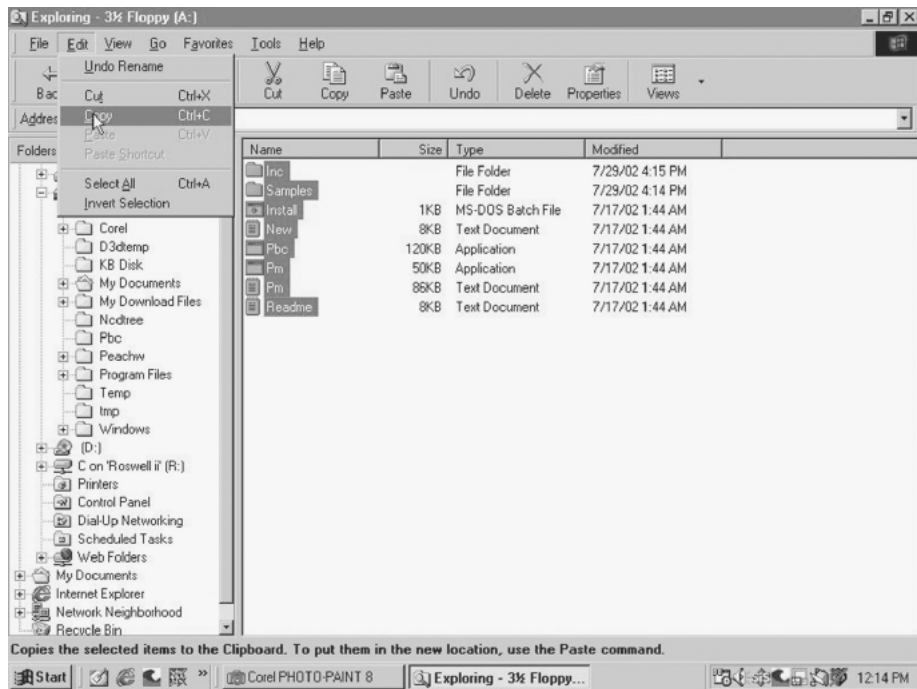 Exploring - 3½ Floppy (A:)
File Edit View Go Favorites Tools Help
Undo Rename
Cut Ctrl+X
Copy Ctrl+C
Paste Ctrl+V
Paste Shortcut
Select All Ctrl+A
Invert Selection
Bac Cut Copy Paste Undo Delete Properties Views
Addres
Folders
Corel
D3dtemp
KB Disk
My Documents
My Download Files
Ncdtree
Pbc
Peachw
Program Files
Temp
tmp
Windows
(D:)
C on 'Roswell ii' (R:)
Printers
Control Panel
Dial-Up Networking
Scheduled Tasks
Web Folders
My Documents
Internet Explorer
Network Neighborhood
Recycle Bin
Name Size Type Modified
Inc File Folder 7/29/02 4:15 PM
Samples File Folder 7/29/02 4:14 PM
Install 1KB MS-DOS Batch File 7/17/02 1:44 AM
New 8KB Text Document 7/17/02 1:44 AM
Pbc 120KB Application 7/17/02 1:44 AM
Pm 50KB Application 7/17/02 1:44 AM
Pm 86KB Text Document 7/17/02 1:44 AM
Readme 8KB Text Document 7/17/02 1:44 AM
Copies the selected items to the Clipboard. To put them in the new location, use the Paste command.
Start » Corel PHOTO-PAINT 8 Exploring - 3½ Floppy... 12:14 PM